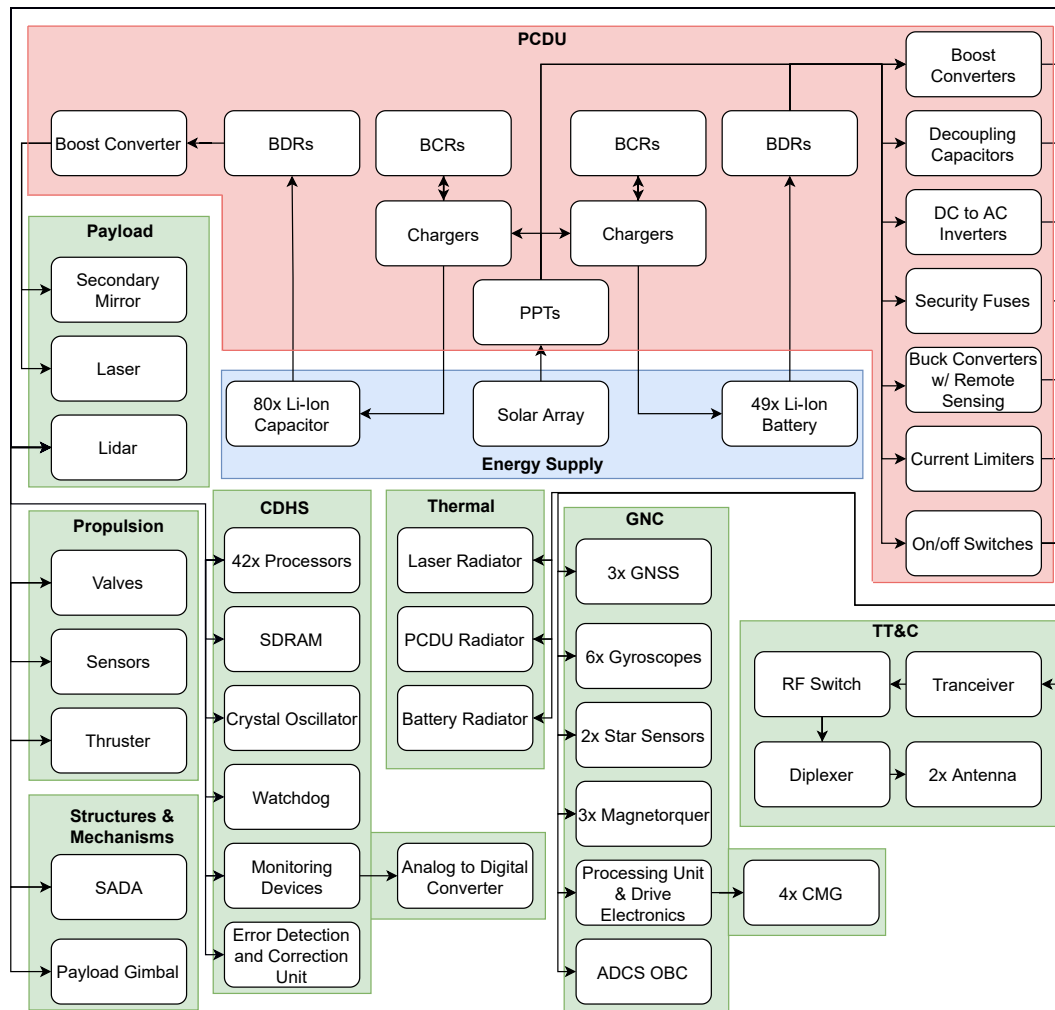 PCDU
Boost
Converters
Boost Converter
BDRs
BCRs
BCRs
BDRs
Decoupling
Capacitors
Chargers
Chargers
DC to AC
Inverters
PPTs
Security Fuses
Buck Converters
w/ Remote
Sensing
Current Limiters
On/off Switches
Payload
Secondary
Mirror
Laser
Lidar
80x Li-Ion
Capacitor
Solar Array
49x Li-Ion
Battery
Energy Supply
Propulsion
Valves
Sensors
Thruster
Structures &
Mechanisms
SADA
Payload Gimbal
CDHS
42x Processors
SDRAM
Crystal Oscillator
Watchdog
Monitoring
Devices
Analog to Digital
Converter
Error Detection
and Correction
Unit
Thermal
Laser Radiator
PCDU Radiator
Battery Radiator
GNC
3x GNSS
6x Gyroscopes
2x Star Sensors
3x Magnetorquer
Processing Unit
& Drive
Electronics
4x CMG
ADCS OBC
TT&C
RF Switch
Tranceiver
Diplexer
2x Antenna